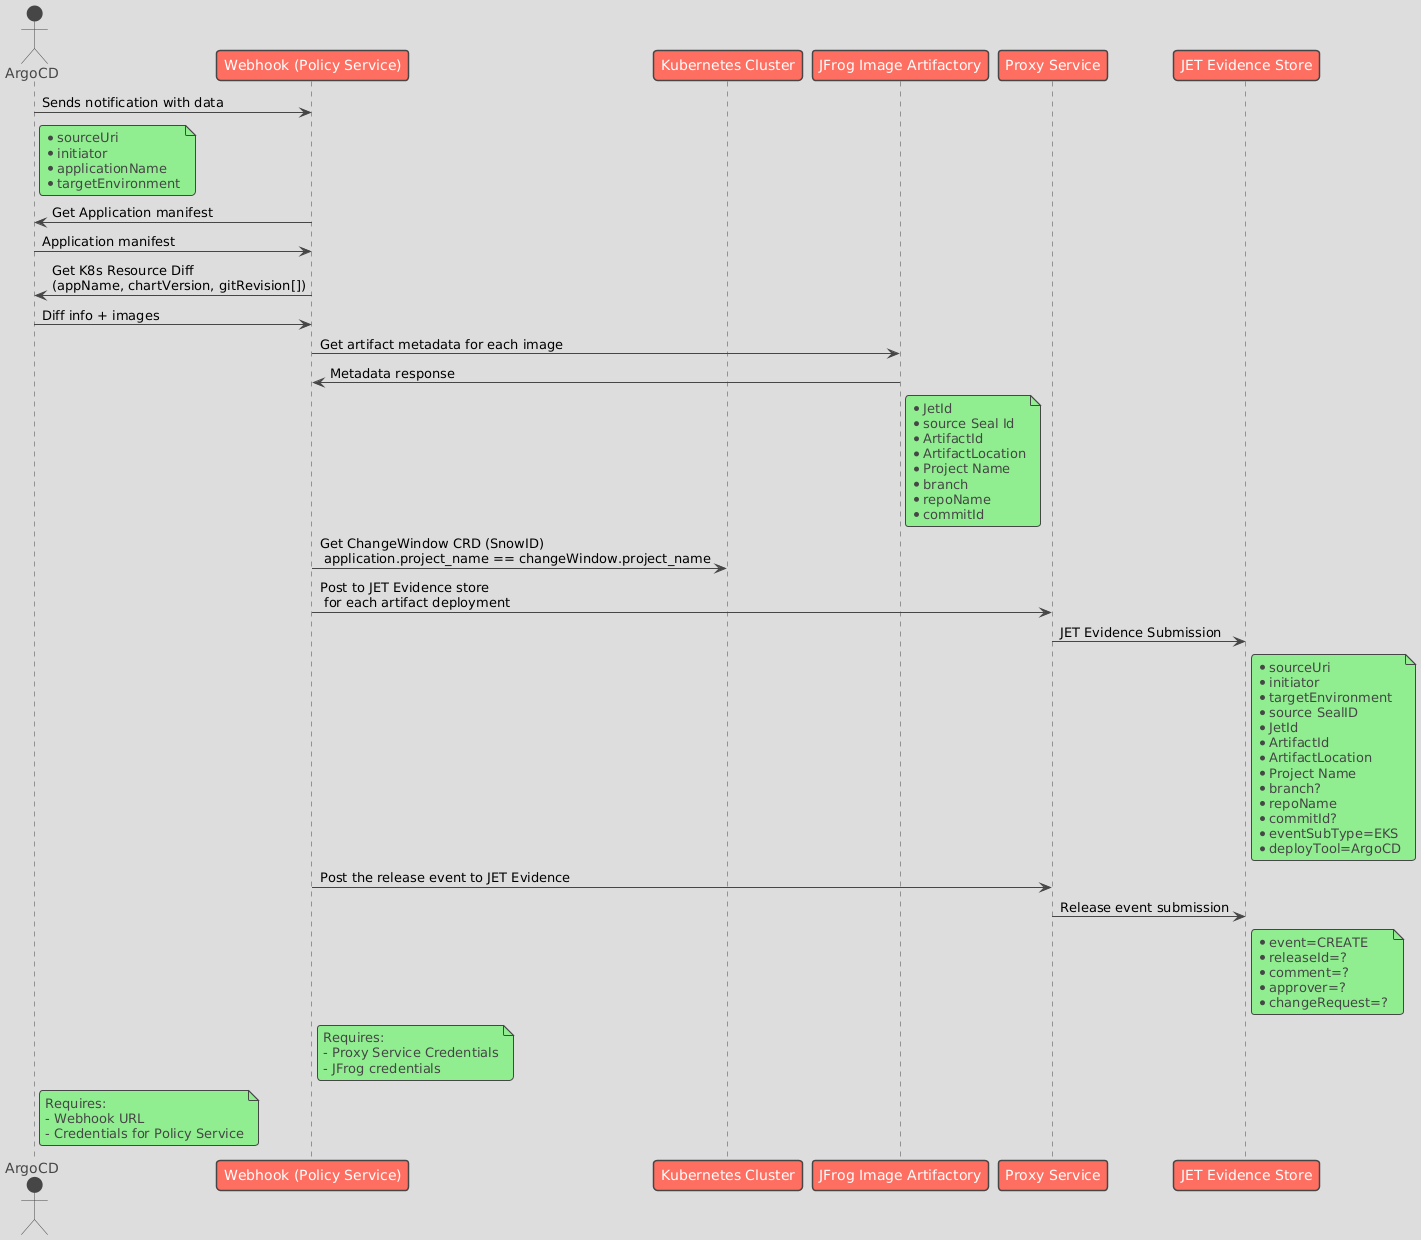 ArgoCD
Webhook (Policy Service)
Kubernetes Cluster
JFrog Image Artifactory
Proxy Service
JET Evidence Store
Sends notification with data
• sourceUri
• initiator
• applicationName
• targetEnvironment
Get Application manifest
Application manifest
Get K8s Resource Diff
(appName, chartVersion, gitRevision[])
Diff info + images
Get artifact metadata for each image
Metadata response
• JetId
• source Seal Id
• ArtifactId
• ArtifactLocation
• Project Name
• branch
• repoName
• commitId
Get ChangeWindow CRD (SnowID)
application.project_name == changeWindow.project_name
Post to JET Evidence store
for each artifact deployment
JET Evidence Submission
• sourceUri
• initiator
• targetEnvironment
• source SealID
• JetId
• ArtifactId
• ArtifactLocation
• Project Name
• branch?
• repoName
• commitId?
• eventSubType=EKS
• deployTool=ArgoCD
Post the release event to JET Evidence
Release event submission
• event=CREATE
• releaseId=?
• comment=?
• approver=?
• changeRequest=?
Requires:
- Proxy Service Credentials
- JFrog credentials
Requires:
- Webhook URL
- Credentials for Policy Service
ArgoCD
Webhook (Policy Service)
Kubernetes Cluster
JFrog Image Artifactory
Proxy Service
JET Evidence Store